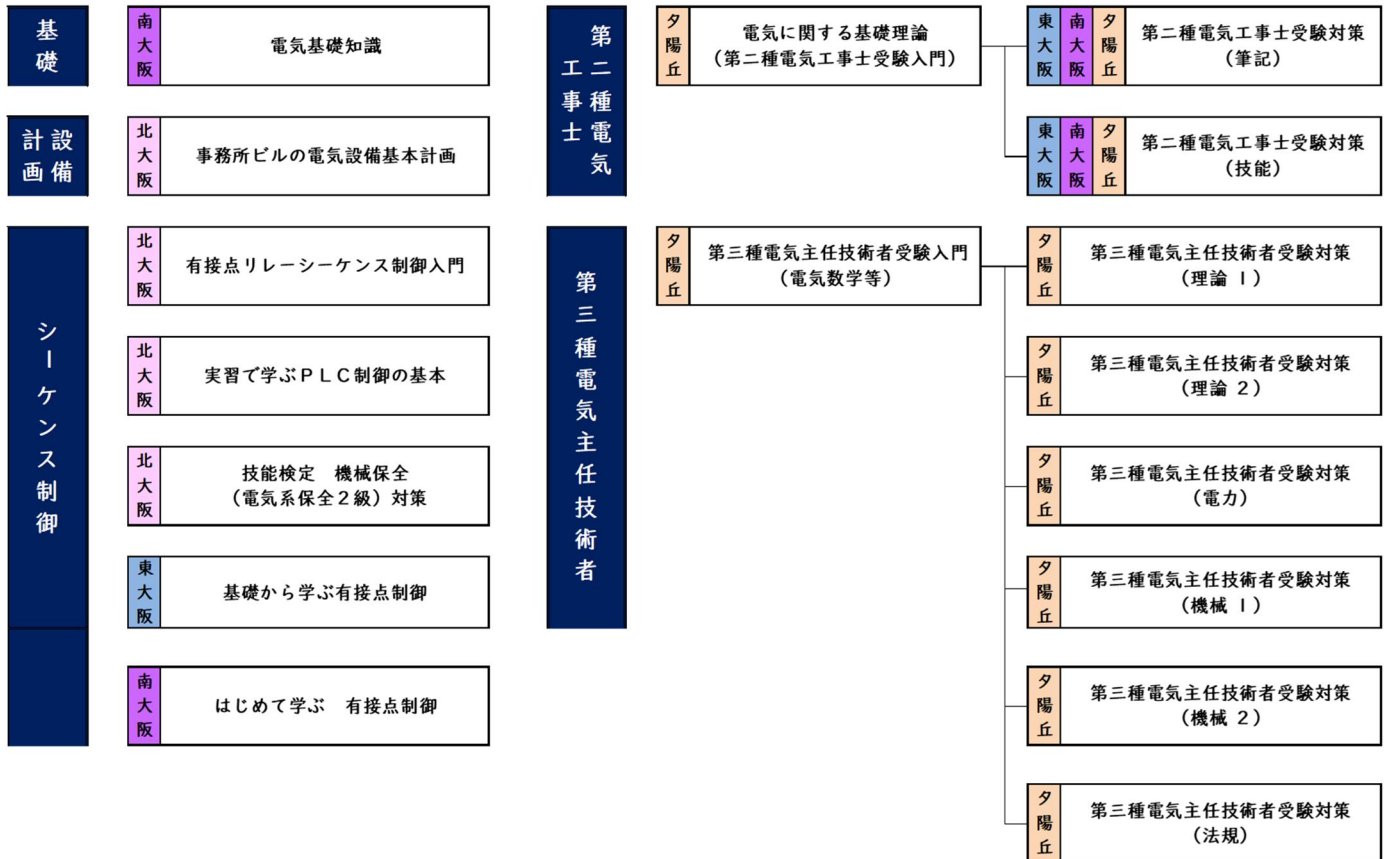 基礎
南大阪
電気基礎知識
設備計画
北大阪
事務所ビルの電気設備基本計画
シーケンス制御
北大阪
有接点リレーシーケンス制御入門
北大阪
実習で学ぶＰＬＣ制御の基本
北大阪
技能検定　機械保全
（電気系保全２級）対策
東大阪
基礎から学ぶ有接点制御
南大阪
はじめて学ぶ　有接点制御
第二種電気
工事士
夕陽丘
電気に関する基礎理論
（第二種電気工事士受験入門）
東大阪
南大阪
夕陽丘
第二種電気工事士受験対策
（筆記）
東大阪
南大阪
夕陽丘
第二種電気工事士受験対策
（技能）
第三種電気主任技術者
夕陽丘
第三種電気主任技術者受験入門
（電気数学等）
夕陽丘
第三種電気主任技術者受験対策
（理論 １）
夕陽丘
第三種電気主任技術者受験対策
（理論 ２）
夕陽丘
第三種電気主任技術者受験対策
（電力）
夕陽丘
第三種電気主任技術者受験対策
（機械 １）
夕陽丘
第三種電気主任技術者受験対策
（機械 ２）
夕陽丘
第三種電気主任技術者受験対策
（法規）